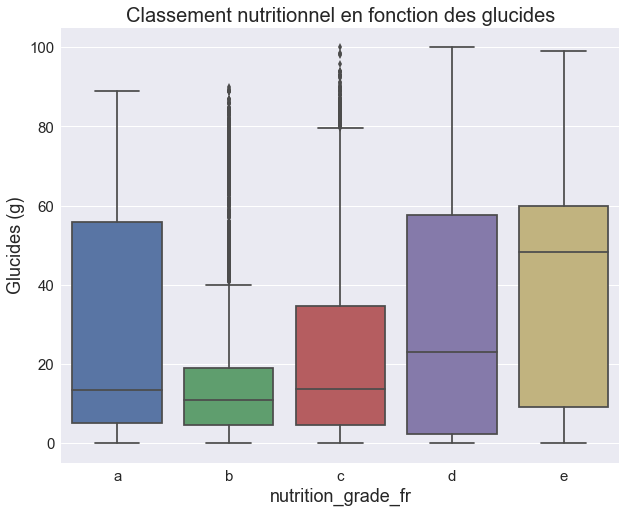 Classement nutritionnel en fonction des glucides
Glucides (g)
100
80
60
40
20
0
a b c d e
nutrition_grade_fr